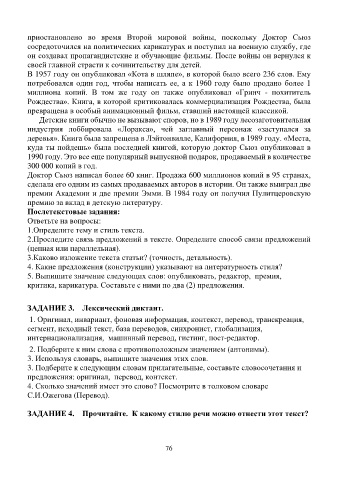 приостановлено во время Второй мировой войны, поскольку Доктор Сьюз
сосредоточился на политических карикатурах и поступил на военную службу, где
он создавал пропагандистские и обучающие фильмы. После войны он вернулся к
своей главной страсти к сочинительству для детей.
В 1957 году он опубликовал «Кота в шляпе», в которой было всего 236 слов. Ему
потребовался один год, чтобы написать ее, а к 1960 году было продано более 1
миллиона копий. В том же году он также опубликовал «Гринч - похититель
Рождества». Книга, в которой критиковалась коммерциализация Рождества, была
превращена в особый анимационный фильм, ставший настоящей классикой.
Детские книги обычно не вызывают споров, но в 1989 году лесозаготовительная
индустрия лоббировала «Лоракса», чей заглавный персонаж «заступался за
деревья». Книга была запрещена в Лэйтонвилле, Калифорния, в 1989 году. «Места,
куда ты пойдешь» была последней книгой, которую доктор Сьюз опубликовал в
1990 году. Это все еще популярный выпускной подарок, продаваемый в количестве
300 000 копий в год.
Доктор Сьюз написал более 60 книг. Продажа 600 миллионов копий в 95 странах,
сделала его одним из самых продаваемых авторов в истории. Он также выиграл две
премии Академии и две премии Эмми. В 1984 году он получил Пулитцеровскую
премию за вклад в детскую литературу.
Послетекстовые задания:
Ответьте на вопросы:
1.Определите тему и стиль текста.
2.Проследите связь предложений в тексте. Определите способ связи предложений
(цепная или параллельная).
3.Каково изложение текста статьи? (точность, детальность).
4. Какие предложения (конструкции) указывают на литературность стиля?
5. Выпишите значение следующих слов: опубликовать, редактор, премия,
критика, карикатура. Составьте с ними по два (2) предложения.
ЗАДАНИЕ 3. Лексический диктант.
1. Оригинал, инвариант, фоновая информация, контекст, перевод, транскреация,
сегмент, исходный текст, база переводов, синхронист, глобализация,
интернационализация, машинный перевод, гистинг, пост-редактор.
2. Подберите к ним слова с противоположным значением (антонимы).
3. Используя словарь, выпишите значения этих слов.
3. Подберите к следующим словам прилагательные, составьте словосочетания и
предложения: оригинал, перевод, контекст.
4. Сколько значений имеет это слово? Посмотрите в толковом словаре
С.И.Ожегова (Перевод).
ЗАДАНИЕ 4. Прочитайте. К какому стилю речи можно отнести этот текст?
76